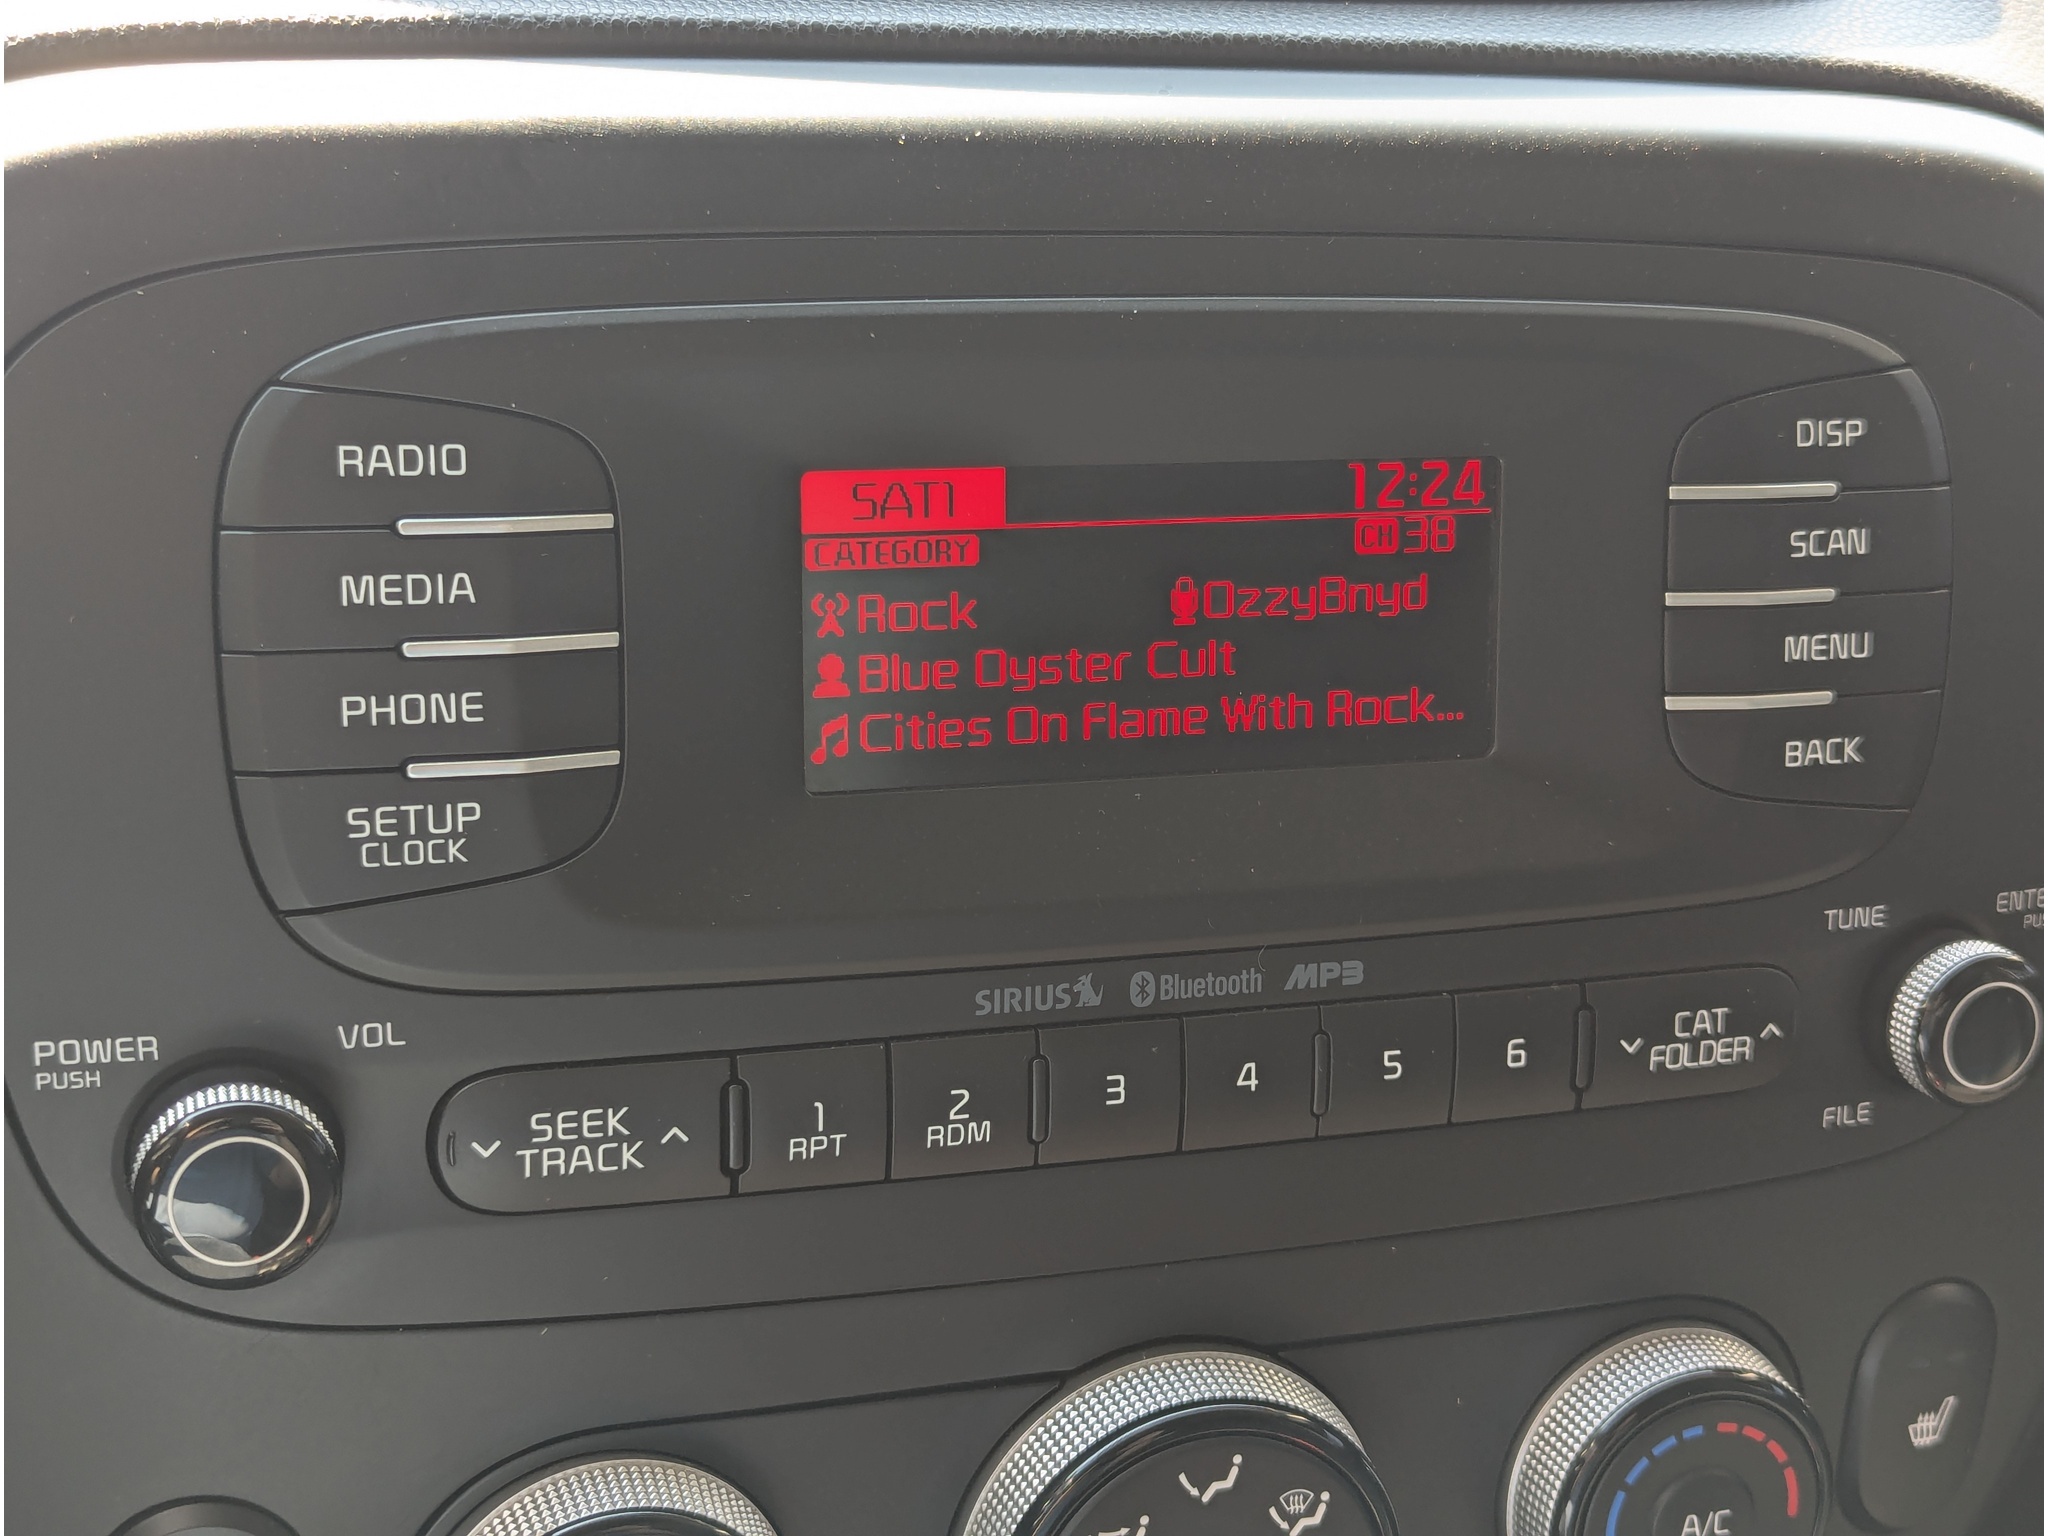 RADIO
MEDIA
PHONE
SETUP
CLOCK
SAT1
12:24
CATEGORY
CH 38
Rock
OzzyBnyd
Blue Oyster Cult
Cities On Flame With Rock...
DISP
SCAN
MENU
BACK
SIRIUS
Bluetooth
MP3
POWER
PUSH
VOL
SEEK
TRACK
1
RPT
2
RDM
3
4
5
6
CAT
FOLDER
TUNE
FILE
A/C